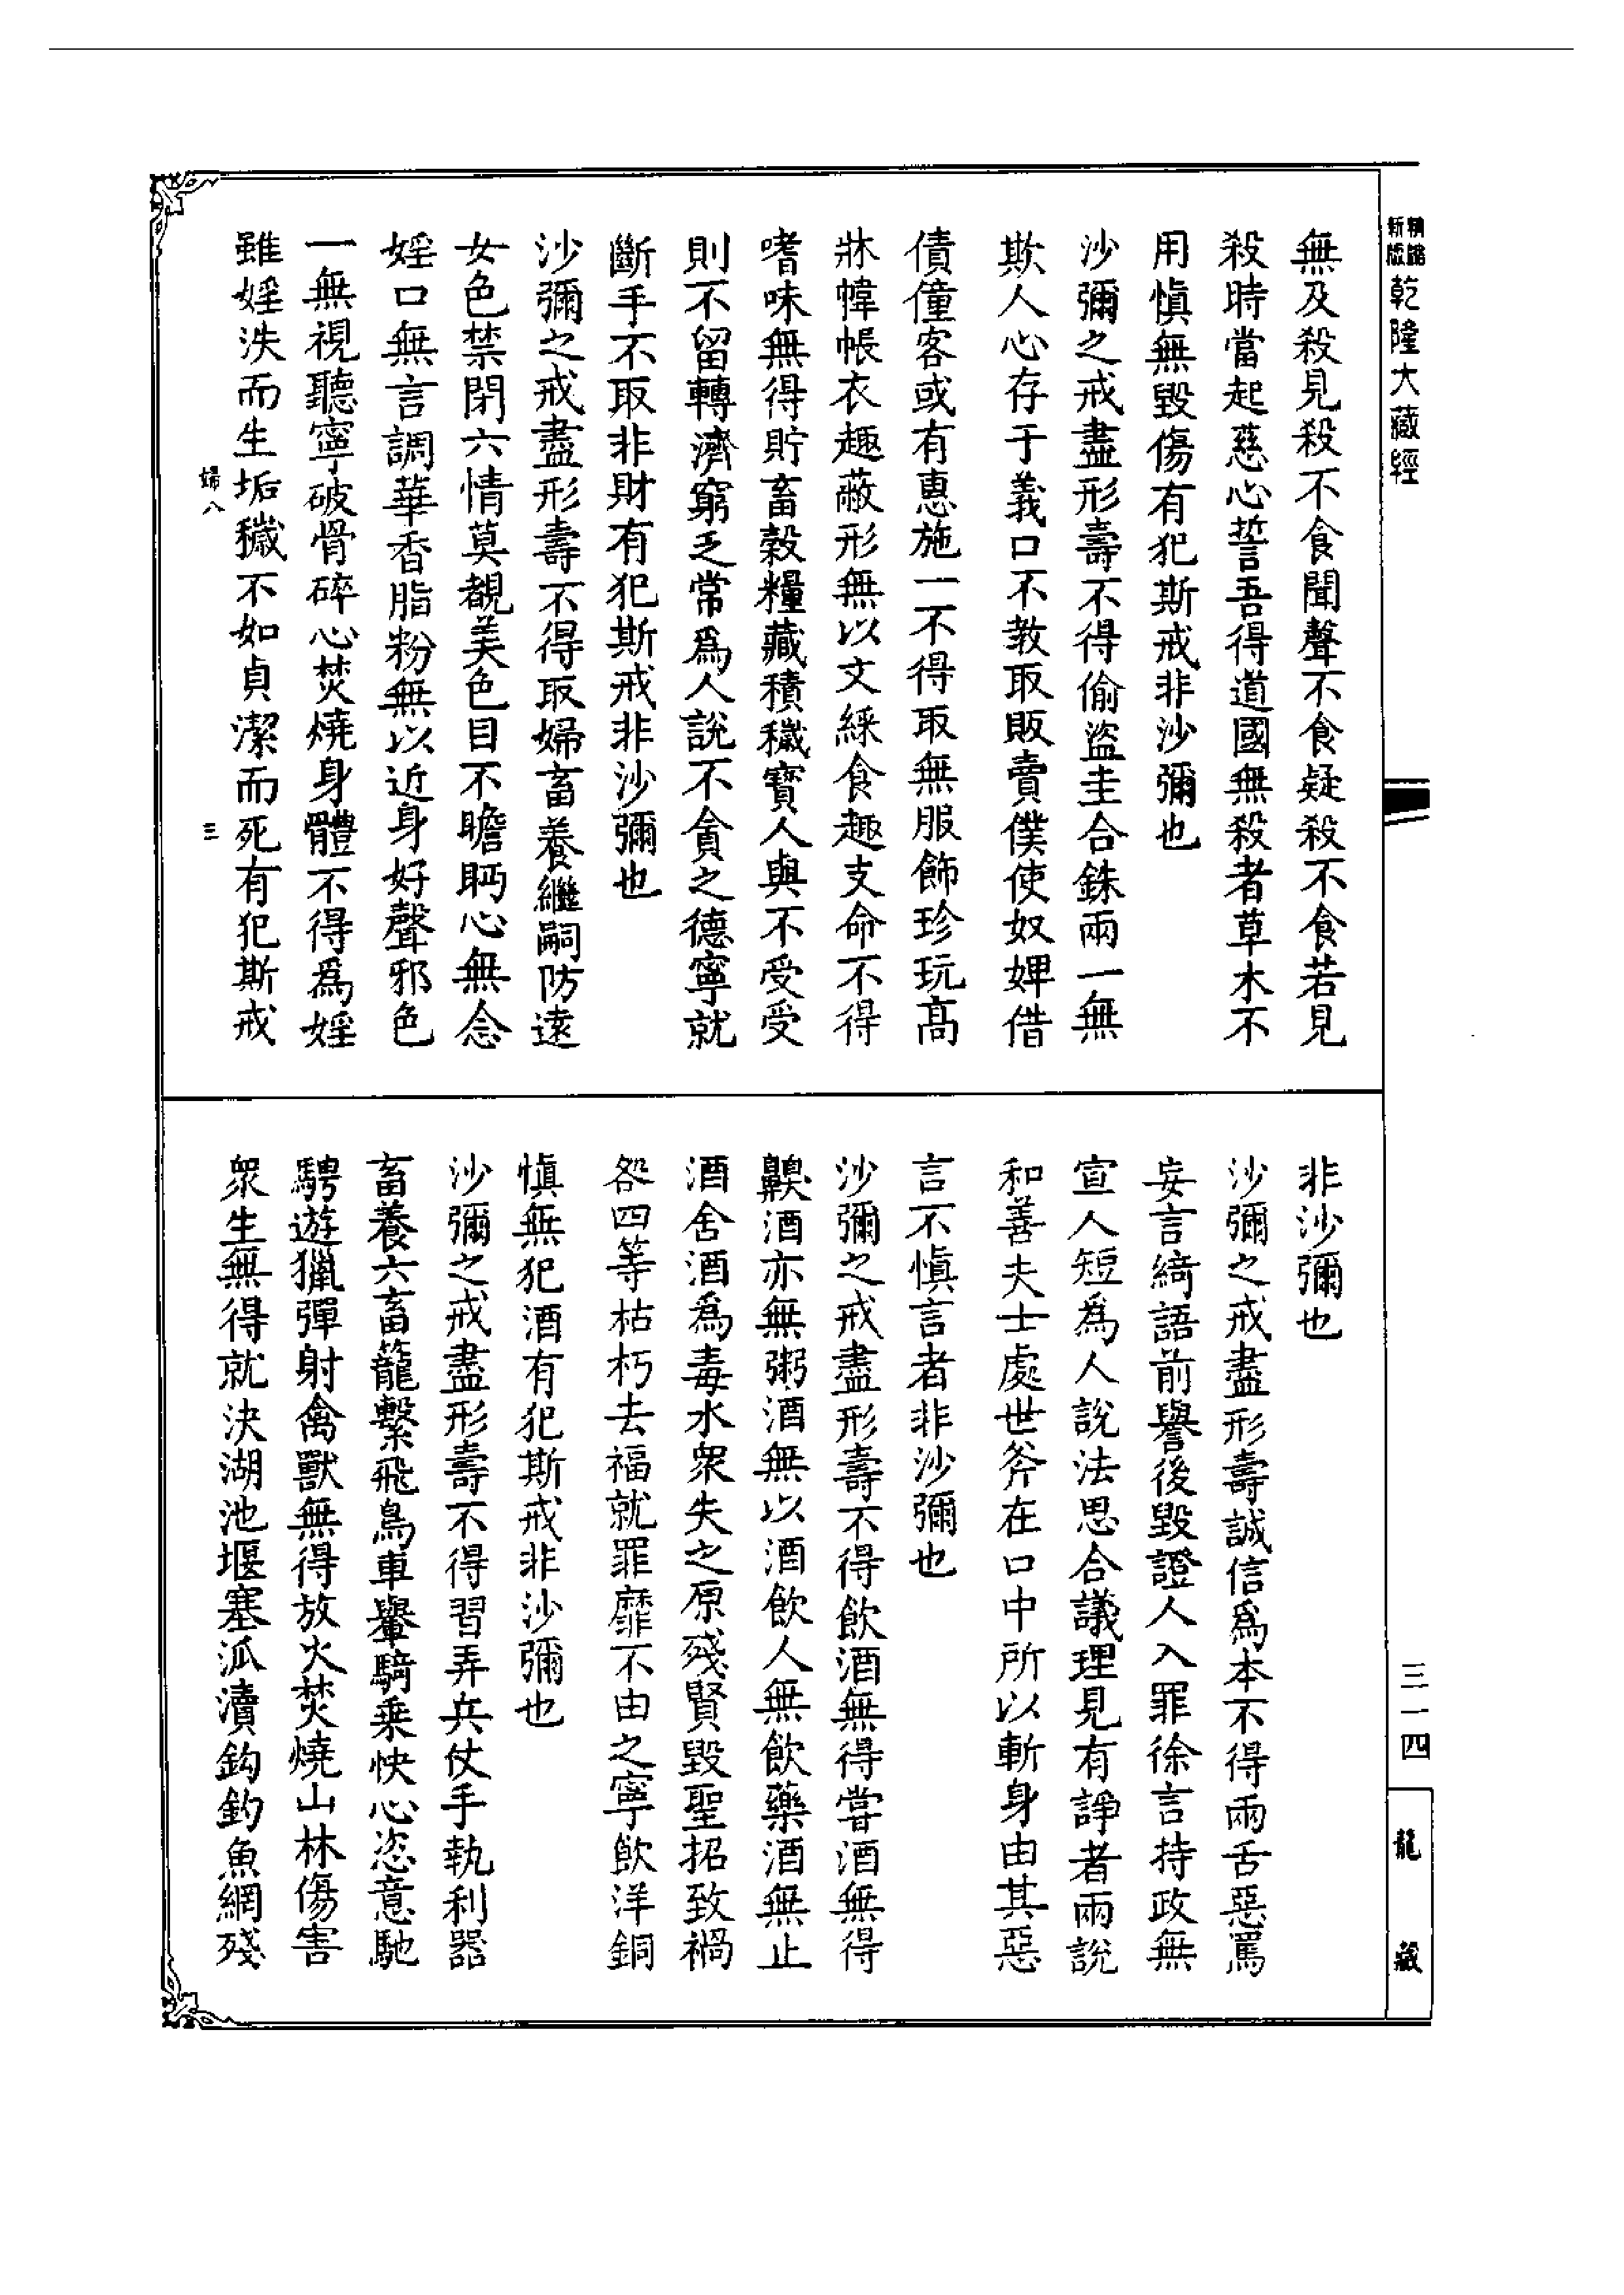 乾隆大藏經
無及殺見殺不食聞聲不食疑殺不食若見
殺時當起慈心誓吾得道國無殺者草木不
用慎無毀傷有犯斯戒非沙彌也
沙彌之戒盡形壽不得偷盜圭合銖兩一無
欺人心存于義口不教取販賣僕使奴婢借
債僮客或有惠施一不得取無服飾珍玩高
牀幃帳衣趣蔽形無以文綵食趣支命不得
嗜味無得貯畜穀糧藏積穢寶人與不受受
則不留轉濟窮乏常為人說不貪之德寧就
斷手不取非財有犯斯戒非沙彌也
沙彌之戒盡形壽不得取婦畜養繼嗣防遠
女色禁閉六情莫覩美色目不瞻眄心無念
婬口無言調華香脂粉無以近身好聲邪色
一無視聽寧破骨碎心焚燒身體不得為婬
雖婬泆而生垢穢不如貞潔而死有犯斯戒
婦八 三
非沙彌也
沙彌之戒盡形壽誠信為本不得兩舌惡罵
妄言綺語前譽後毀證人入罪徐言持政無
宣人短為人說法思合議理見有諍者兩說
和善夫士處世斧在口中所以斬身由其惡
言不慎言者非沙彌也
沙彌之戒盡形壽不得飲酒無得嘗酒無得
齅酒亦無粥酒無以酒飲人無飲藥酒無止
酒舍酒為毒水衆失之原殘賢毀聖招致禍
咎四等枯朽去福就罪靡不由之寧飲洋銅
慎無犯酒有犯斯戒非沙彌也
沙彌之戒盡形壽不得習弄兵仗手執利器
畜養六畜籠繫飛鳥車轝騎乘快心恣意馳
騁遊獵彈射禽獸無得放火焚燒山林傷害
衆生無得就決湖池堰塞泒瀆鈎釣魚網殘
三一四
龍藏